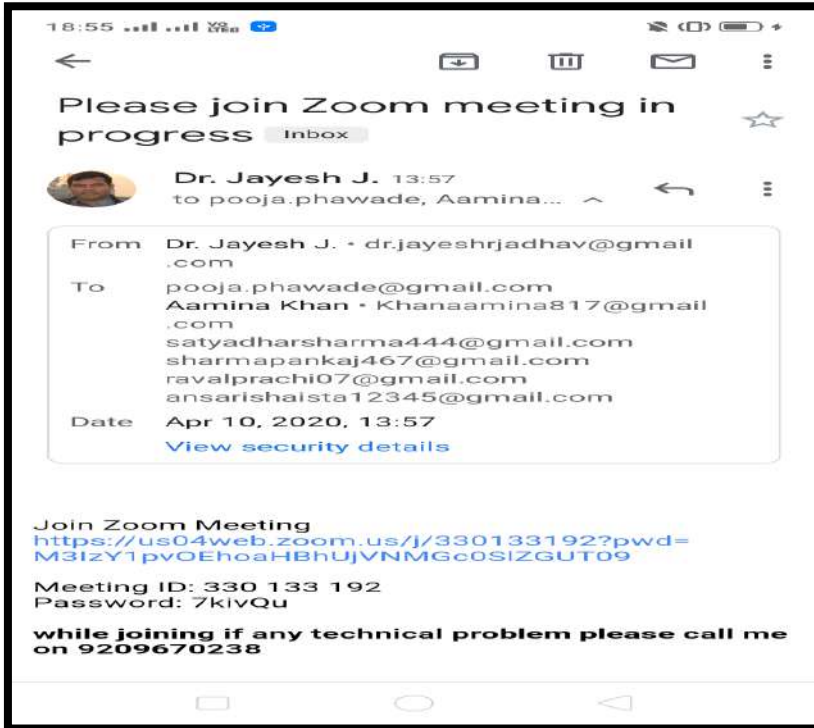 18:55 VoLTE
Please join Zoom meeting in
progress Inbox
Dr. Jayesh J. 13:57
to pooja.phawade, Aamina...
From Dr. Jayesh J. • dr.jayeshrjadhav@gmail
.com
To pooja.phawade@gmail.com
Aamina Khan • Khanaamina817@gmail
.com
satyadharsharma444@gmail.com
sharmapankaj467@gmail.com
ravalprachi07@gmail.com
ansarishaista12345@gmail.com
Date Apr 10, 2020, 13:57
View security details
Join Zoom Meeting
https://us04web.zoom.us/j/330133192?pwd=
M3IzY1pvOEhoaHBhUjVNMGc0SlZGUT09
Meeting ID: 330 133 192
Password: 7kivQu
while joining if any technical problem please call me
on 9209670238